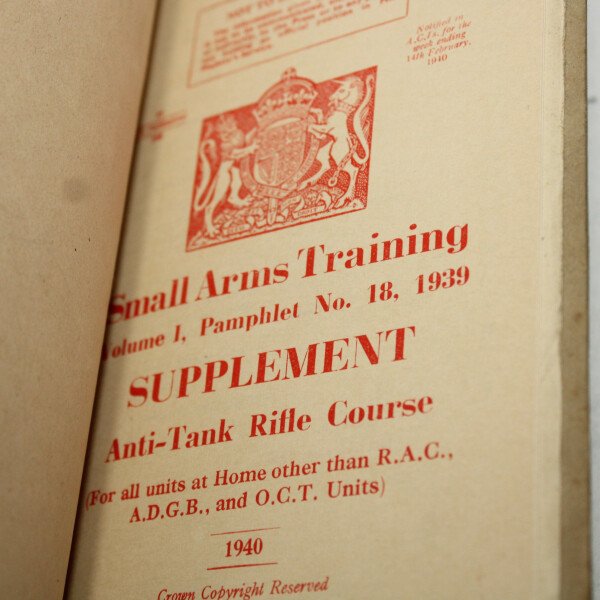 Notified in
A.C.Is. for the
week ending
14th February,
1940
Small Arms Training
Volume I, Pamphlet No. 18, 1939
SUPPLEMENT
Anti-Tank Rifle Course
(For all units at Home other than R.A.C.,
A.D.G.B., and O.C.T. Units)
1940
Crown Copyright Reserved